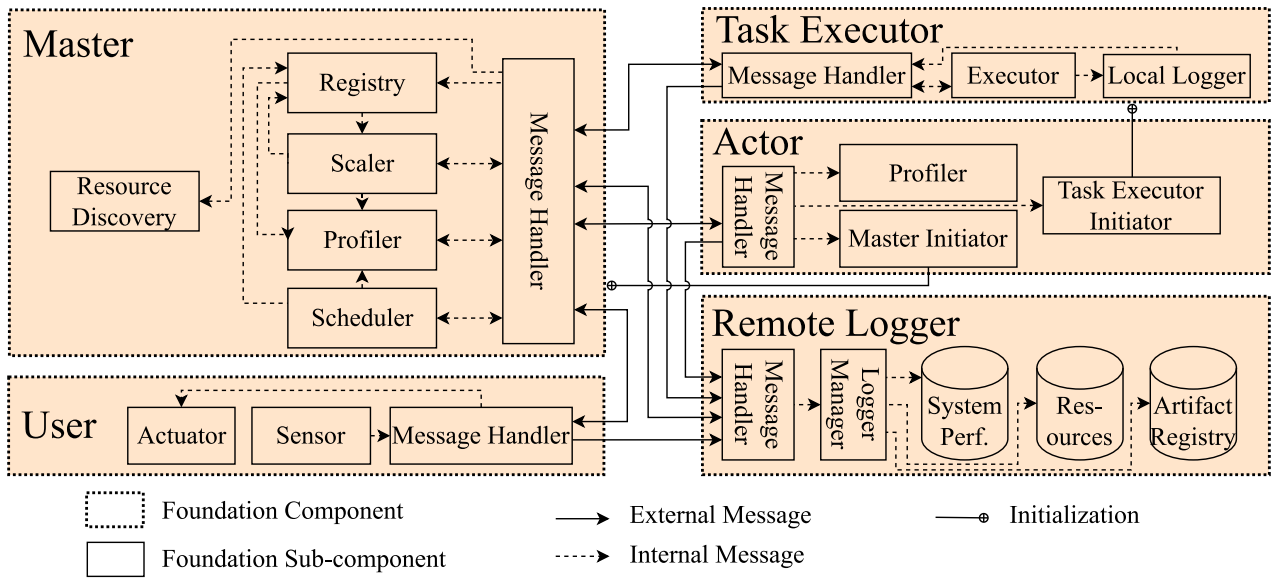 Master
Registry
Scaler
Profiler
Scheduler
Resource
Discovery
Message Handler
Task Executor
Message Handler
Executor
Local Logger
Actor
Message
Handler
Profiler
Master Initiator
Task Executor
Initiator
Remote Logger
Message
Handler
Logger
Manager
System
Perf.
Res-
ources
Artifact
Registry
User
Actuator
Sensor
Message Handler
Foundation Component
Foundation Sub-component
External Message
Internal Message
Initialization